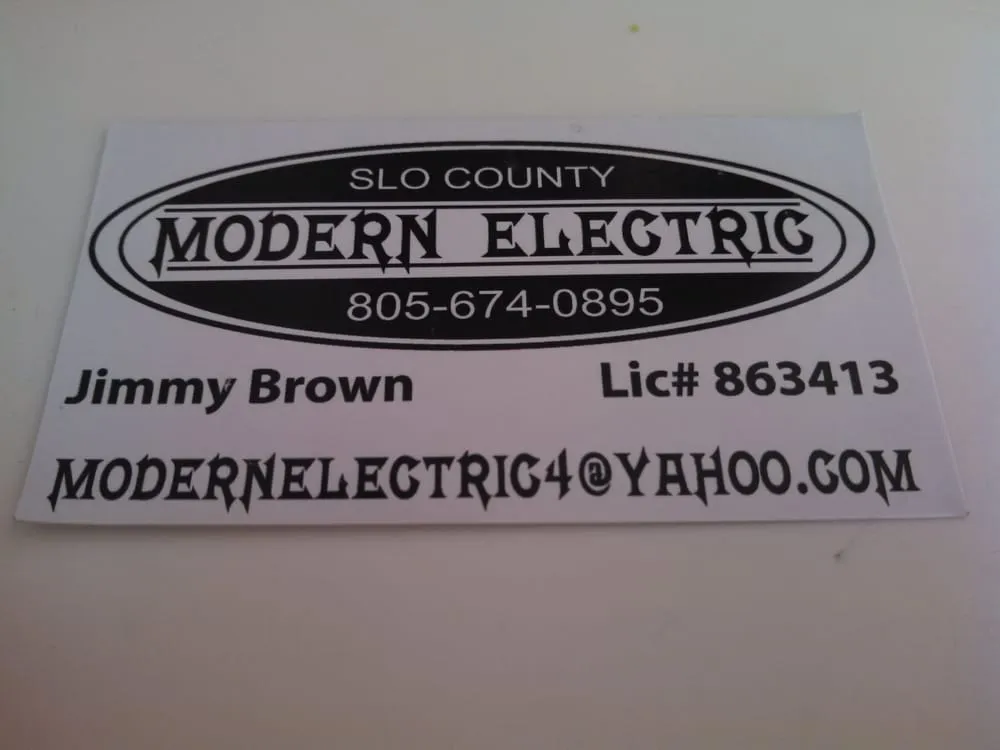 SLO COUNTY
MODERN ELECTRIC
805-674-0895
Jimmy Brown Lic# 863413
MODERNELECTRIC4@YAHOO.COM